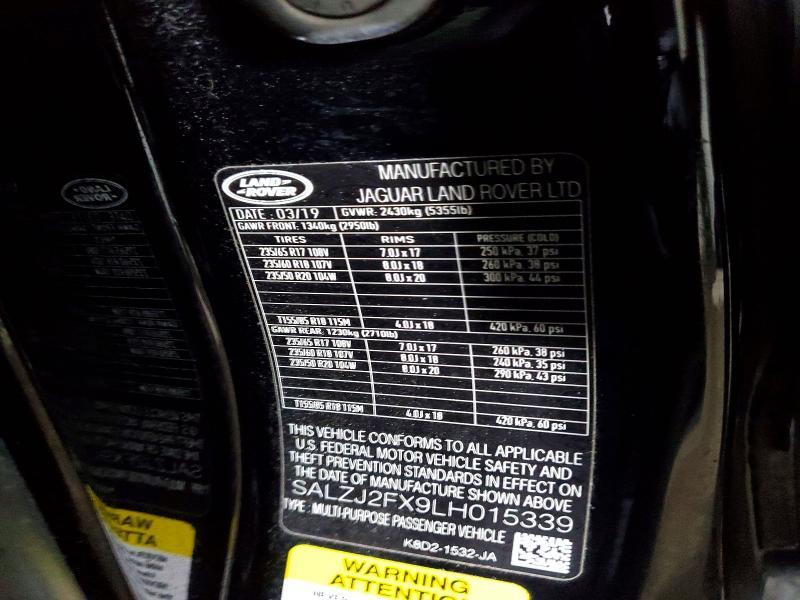 LAND ROVER
MANUFACTURED BY
JAGUAR LAND ROVER LTD
DATE : 03/19 GVWR: 2430kg (5355lb)
GAWR FRONT: 1340kg (2950lb)
TIRES RIMS PRESSURE (COLD)
235/65 R17 108V 7.0J x 17 250 kPa, 37 psi
235/60 R18 107V 8.0J x 18 260 kPa, 38 psi
235/50 R20 104W 8.0J x 20 300 kPa, 44 psi
T155/85 R18 115M 4.0J x 18 420 kPa, 60 psi
GAWR REAR: 1230kg (2710lb)
235/65 R17 108V 7.0J x 17 260 kPa, 38 psi
235/60 R18 107V 8.0J x 18 240 kPa, 35 psi
235/50 R20 104W 8.0J x 20 290 kPa, 43 psi
T155/85 R18 115M 4.0J x 18 420 kPa, 60 psi
THIS VEHICLE CONFORMS TO ALL APPLICABLE
U.S. FEDERAL MOTOR VEHICLE SAFETY AND
THEFT PREVENTION STANDARDS IN EFFECT ON
THE DATE OF MANUFACTURE SHOWN ABOVE
SALZJ2FX9LH015339
TYPE : MULTI-PURPOSE PASSENGER VEHICLE
K8D2-1532-JA
WARNING
ATTENTION